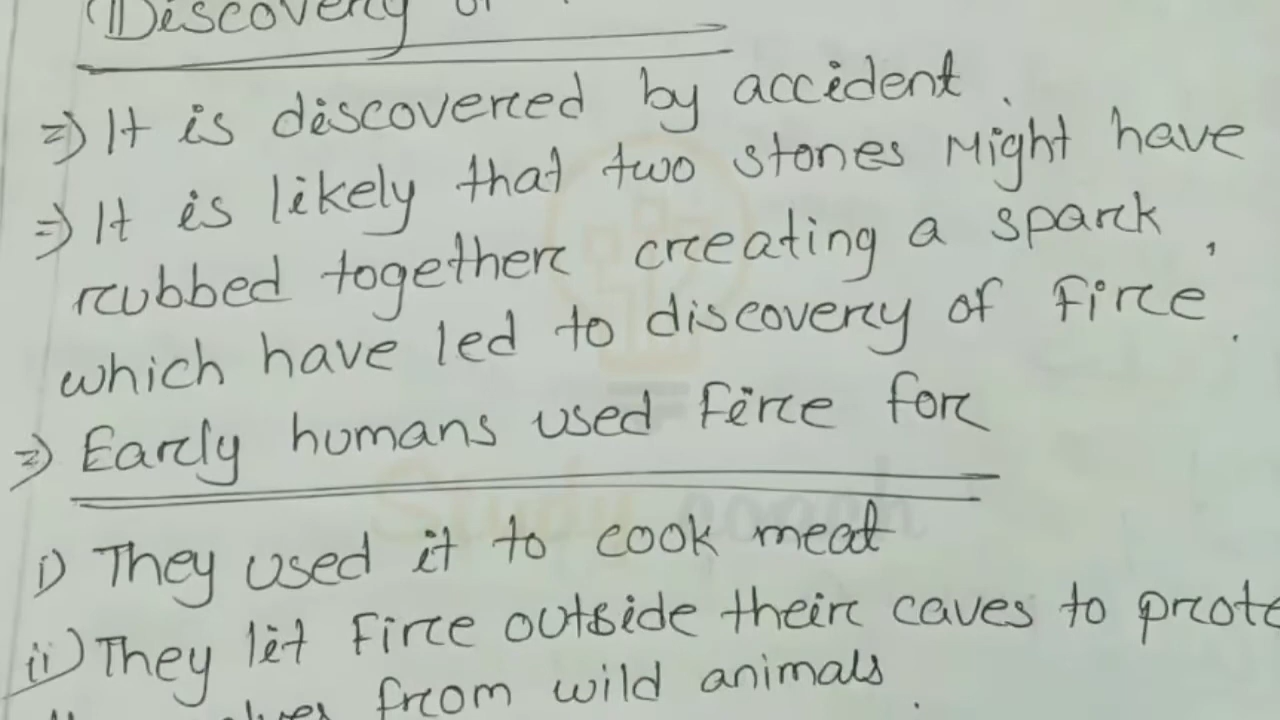 Discovery of
⇒ It is discovered by accident.
⇒ It is likely that two stones Might have
rubbed together creating a spark,
which have led to discovery of Fire.
⇒ Early humans used Fire for
i) They used it to cook meat
ii) They lit Fire outside their caves to prote
from wild animals.
Study coach